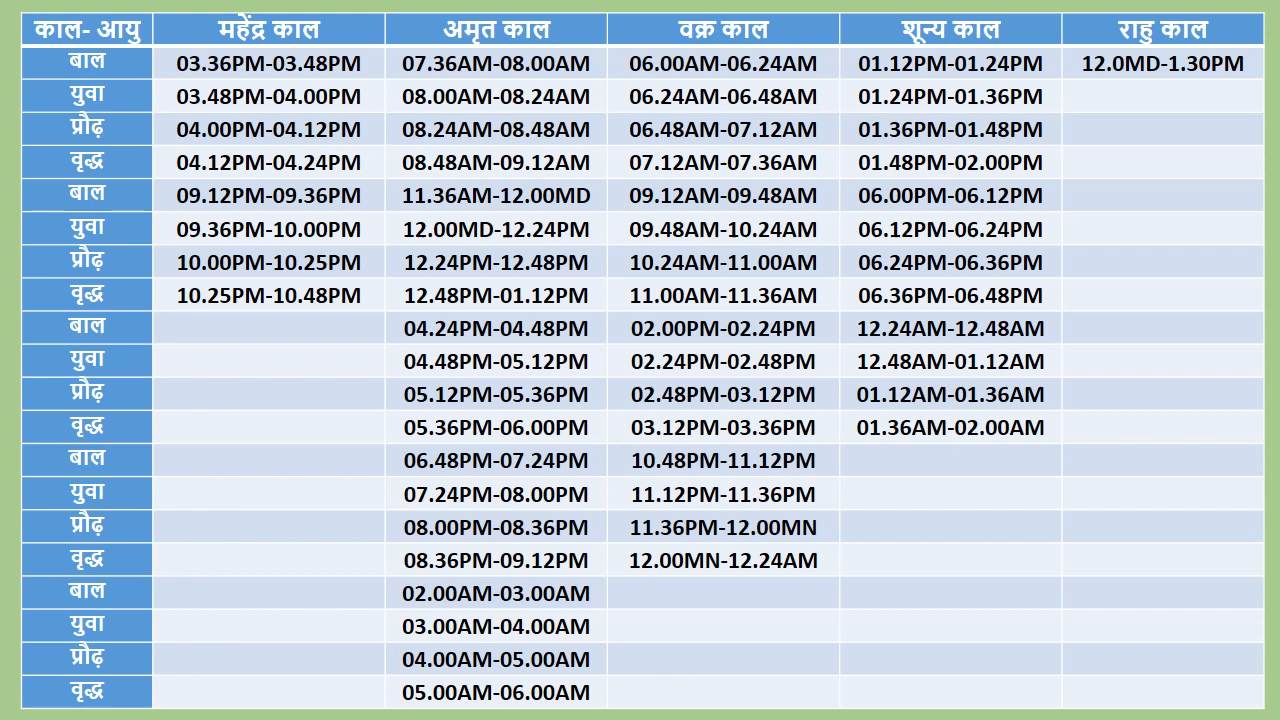 काल- आयु महेंद्र काल अमृत काल वक्र काल शून्य काल राहु काल
बाल 03.36PM-03.48PM 07.36AM-08.00AM 06.00AM-06.24AM 01.12PM-01.24PM 12.0MD-1.30PM
युवा 03.48PM-04.00PM 08.00AM-08.24AM 06.24AM-06.48AM 01.24PM-01.36PM
प्रौढ़ 04.00PM-04.12PM 08.24AM-08.48AM 06.48AM-07.12AM 01.36PM-01.48PM
वृद्ध 04.12PM-04.24PM 08.48AM-09.12AM 07.12AM-07.36AM 01.48PM-02.00PM
बाल 09.12PM-09.36PM 11.36AM-12.00MD 09.12AM-09.48AM 06.00PM-06.12PM
युवा 09.36PM-10.00PM 12.00MD-12.24PM 09.48AM-10.24AM 06.12PM-06.24PM
प्रौढ़ 10.00PM-10.25PM 12.24PM-12.48PM 10.24AM-11.00AM 06.24PM-06.36PM
वृद्ध 10.25PM-10.48PM 12.48PM-01.12PM 11.00AM-11.36AM 06.36PM-06.48PM
बाल 04.24PM-04.48PM 02.00PM-02.24PM 12.24AM-12.48AM
युवा 04.48PM-05.12PM 02.24PM-02.48PM 12.48AM-01.12AM
प्रौढ़ 05.12PM-05.36PM 02.48PM-03.12PM 01.12AM-01.36AM
वृद्ध 05.36PM-06.00PM 03.12PM-03.36PM 01.36AM-02.00AM
बाल 06.48PM-07.24PM 10.48PM-11.12PM
युवा 07.24PM-08.00PM 11.12PM-11.36PM
प्रौढ़ 08.00PM-08.36PM 11.36PM-12.00MN
वृद्ध 08.36PM-09.12PM 12.00MN-12.24AM
बाल 02.00AM-03.00AM
युवा 03.00AM-04.00AM
प्रौढ़ 04.00AM-05.00AM
वृद्ध 05.00AM-06.00AM